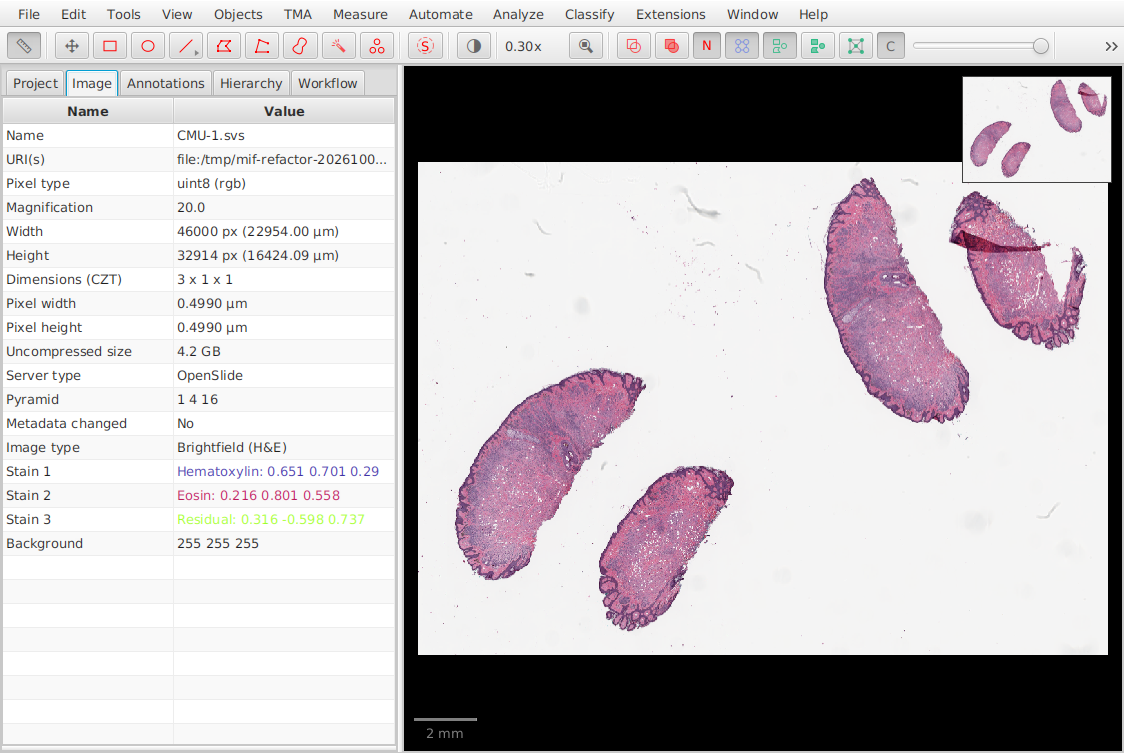 File Edit Tools View Objects TMA Measure Automate Analyze Classify Extensions Window Help
S 0.30x N C
Project Image Annotations Hierarchy Workflow
Name Value
Name CMU-1.svs
URI(s) file:/tmp/mif-refactor-2026100...
Pixel type uint8 (rgb)
Magnification 20.0
Width 46000 px (22954.00 µm)
Height 32914 px (16424.09 µm)
Dimensions (CZT) 3 x 1 x 1
Pixel width 0.4990 µm
Pixel height 0.4990 µm
Uncompressed size 4.2 GB
Server type OpenSlide
Pyramid 1 4 16
Metadata changed No
Image type Brightfield (H&E)
Stain 1 Hematoxylin: 0.651 0.701 0.29
Stain 2 Eosin: 0.216 0.801 0.558
Stain 3 Residual: 0.316 -0.598 0.737
Background 255 255 255
2 mm